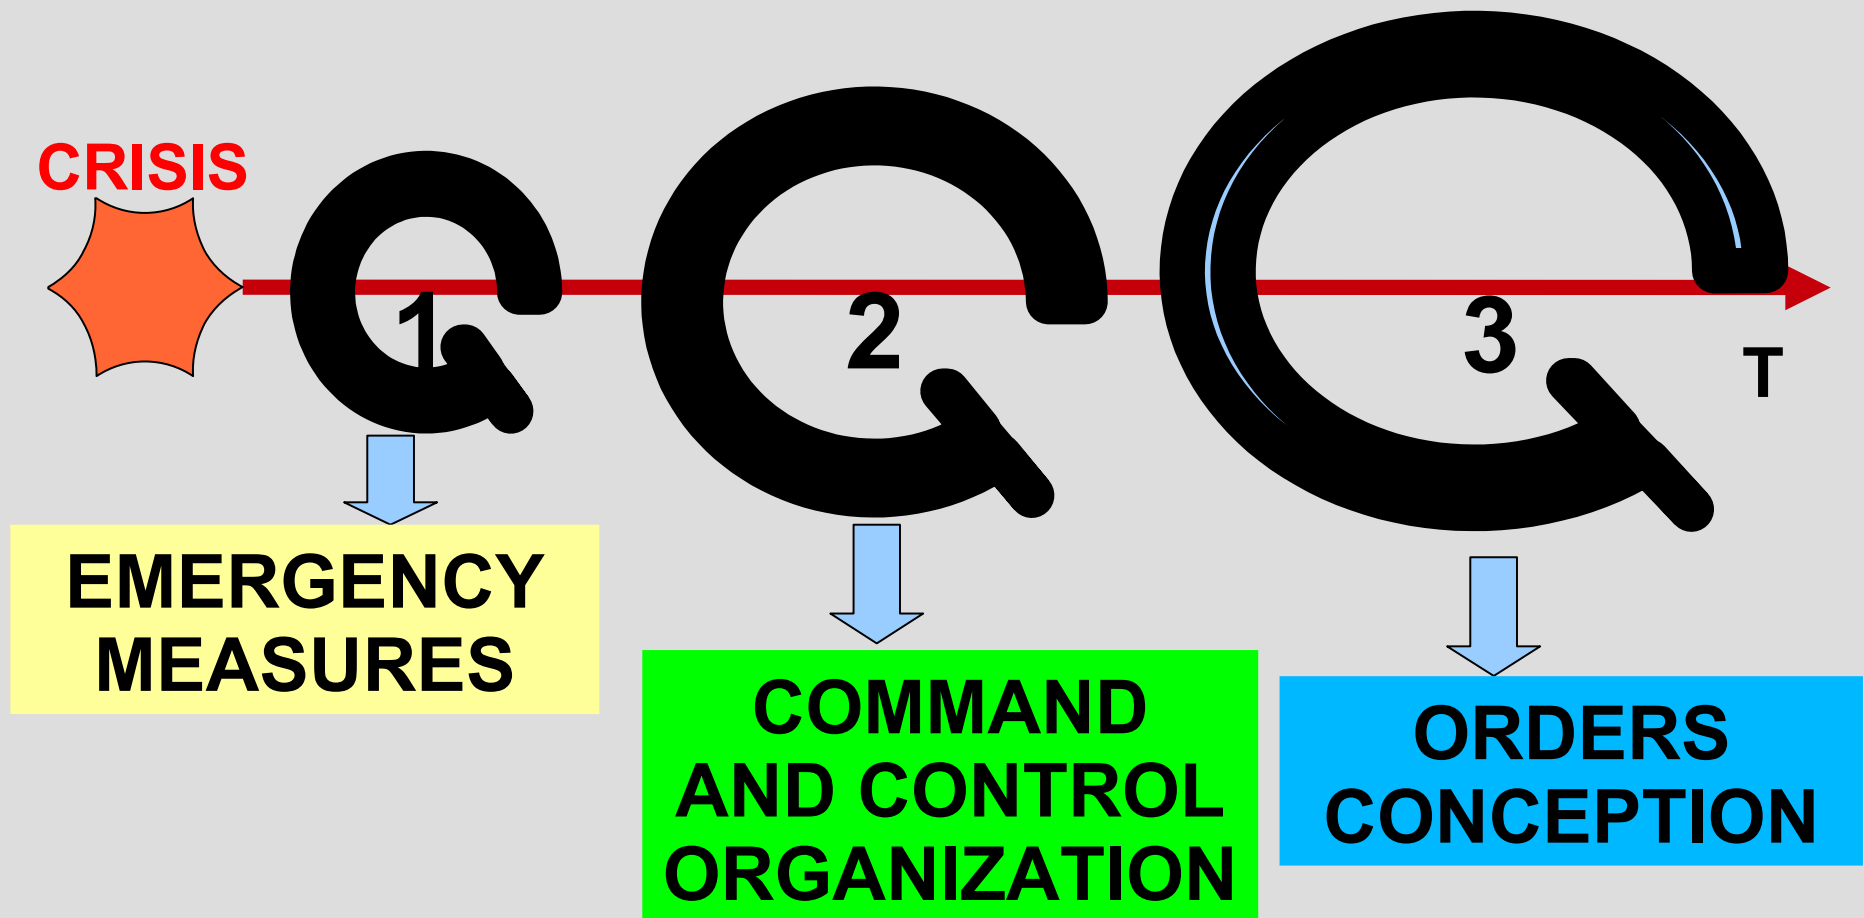 CRISIS
1
2
3
T
EMERGENCY
MEASURES
COMMAND
AND CONTROL
ORGANIZATION
ORDERS
CONCEPTION